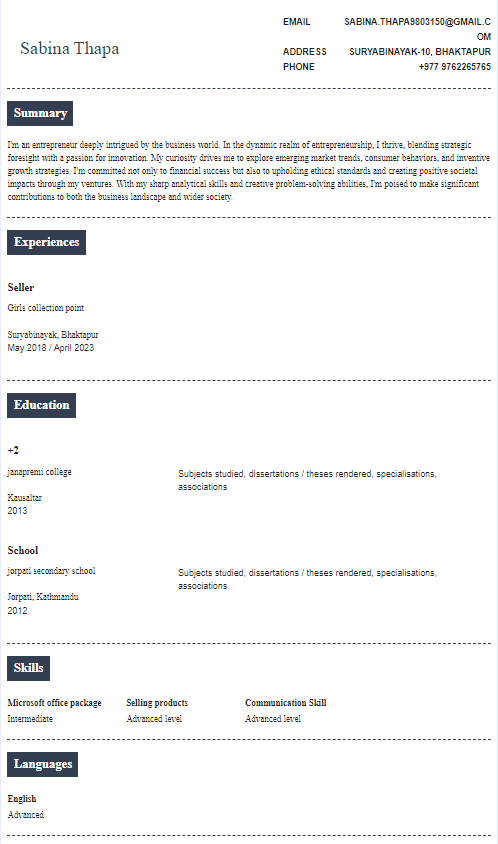 Sabina Thapa
EMAIL SABINA.THAPA9803150@GMAIL.C
OM
ADDRESS SURYABINAYAK-10, BHAKTAPUR
PHONE +977 9762265765
Summary
I'm an entrepreneur deeply intrigued by the business world. In the dynamic realm of entrepreneurship, I thrive, blending strategic
foresight with a passion for innovation. My curiosity drives me to explore emerging market trends, consumer behaviors, and inventive
growth strategies. I'm committed not only to financial success but also to upholding ethical standards and creating positive societal
impacts through my ventures. With my sharp analytical skills and creative problem-solving abilities, I'm poised to make significant
contributions to both the business landscape and wider society.
Experiences
Seller
Girls collection point
Suryabinayak, Bhaktapur
May 2018 / April 2023
Education
+2
janapremi college
Kausaltar
2013
Subjects studied, dissertations / theses rendered, specialisations,
associations
School
jorpati secondary school
Jorpati, Kathmandu
2012
Subjects studied, dissertations / theses rendered, specialisations,
associations
Skills
Microsoft office package Selling products Communication Skill
Intermediate Advanced level Advanced level
Languages
English
Advanced